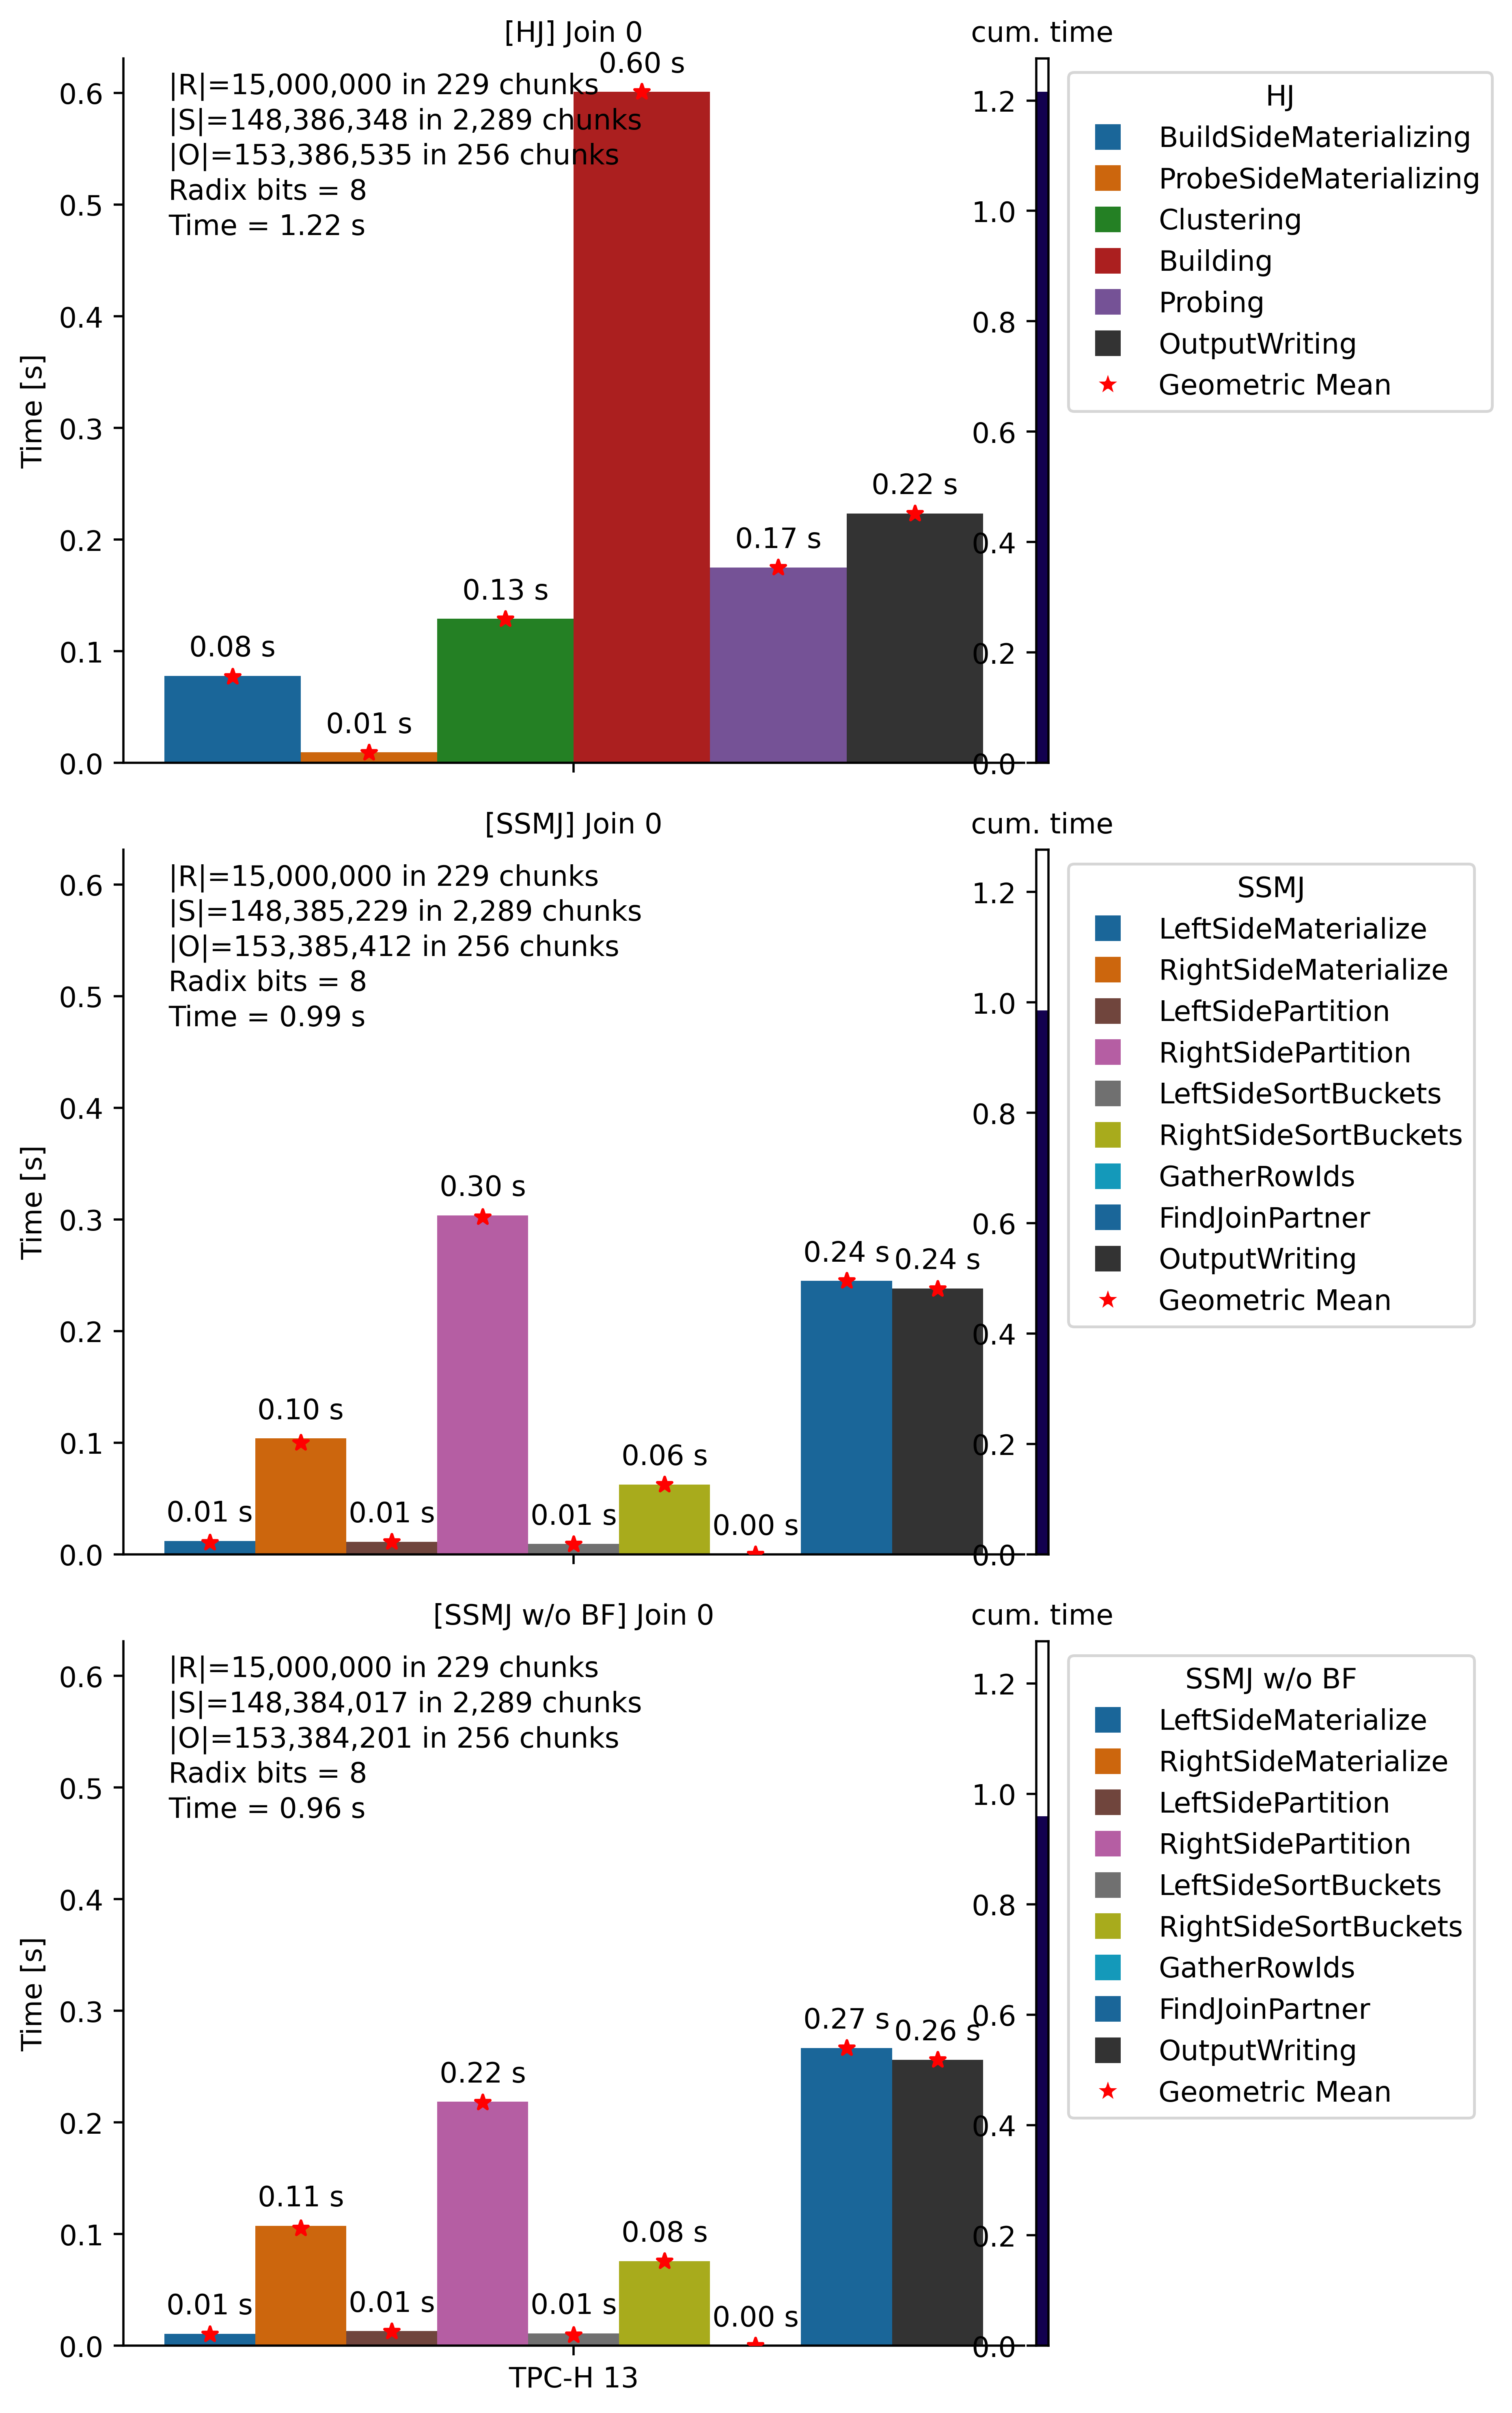 [HJ] Join 0
cum. time
|R|=15,000,000 in 229 chunks
|S|=148,386,348 in 2,289 chunks
|O|=153,386,535 in 256 chunks
Radix bits = 8
Time = 1.22 s
Time [s]
0.6
0.5
0.4
0.3
0.2
0.1
0.0
0.08 s
0.01 s
0.13 s
0.60 s
0.17 s
0.22 s
1.2
1.0
0.8
0.6
0.4
0.2
0.0
HJ
BuildSideMaterializing
ProbeSideMaterializing
Clustering
Building
Probing
OutputWriting
Geometric Mean
[SSMJ] Join 0
cum. time
|R|=15,000,000 in 229 chunks
|S|=148,385,229 in 2,289 chunks
|O|=153,385,412 in 256 chunks
Radix bits = 8
Time = 0.99 s
Time [s]
0.6
0.5
0.4
0.3
0.2
0.1
0.0
0.01 s
0.10 s
0.01 s
0.30 s
0.01 s
0.06 s
0.00 s
0.24 s
0.24 s
1.2
1.0
0.8
0.6
0.4
0.2
0.0
SSMJ
LeftSideMaterialize
RightSideMaterialize
LeftSidePartition
RightSidePartition
LeftSideSortBuckets
RightSideSortBuckets
GatherRowIds
FindJoinPartner
OutputWriting
Geometric Mean
[SSMJ w/o BF] Join 0
cum. time
|R|=15,000,000 in 229 chunks
|S|=148,384,017 in 2,289 chunks
|O|=153,384,201 in 256 chunks
Radix bits = 8
Time = 0.96 s
Time [s]
0.6
0.5
0.4
0.3
0.2
0.1
0.0
0.01 s
0.11 s
0.01 s
0.22 s
0.01 s
0.08 s
0.00 s
0.27 s
0.26 s
1.2
1.0
0.8
0.6
0.4
0.2
0.0
SSMJ w/o BF
LeftSideMaterialize
RightSideMaterialize
LeftSidePartition
RightSidePartition
LeftSideSortBuckets
RightSideSortBuckets
GatherRowIds
FindJoinPartner
OutputWriting
Geometric Mean
TPC-H 13